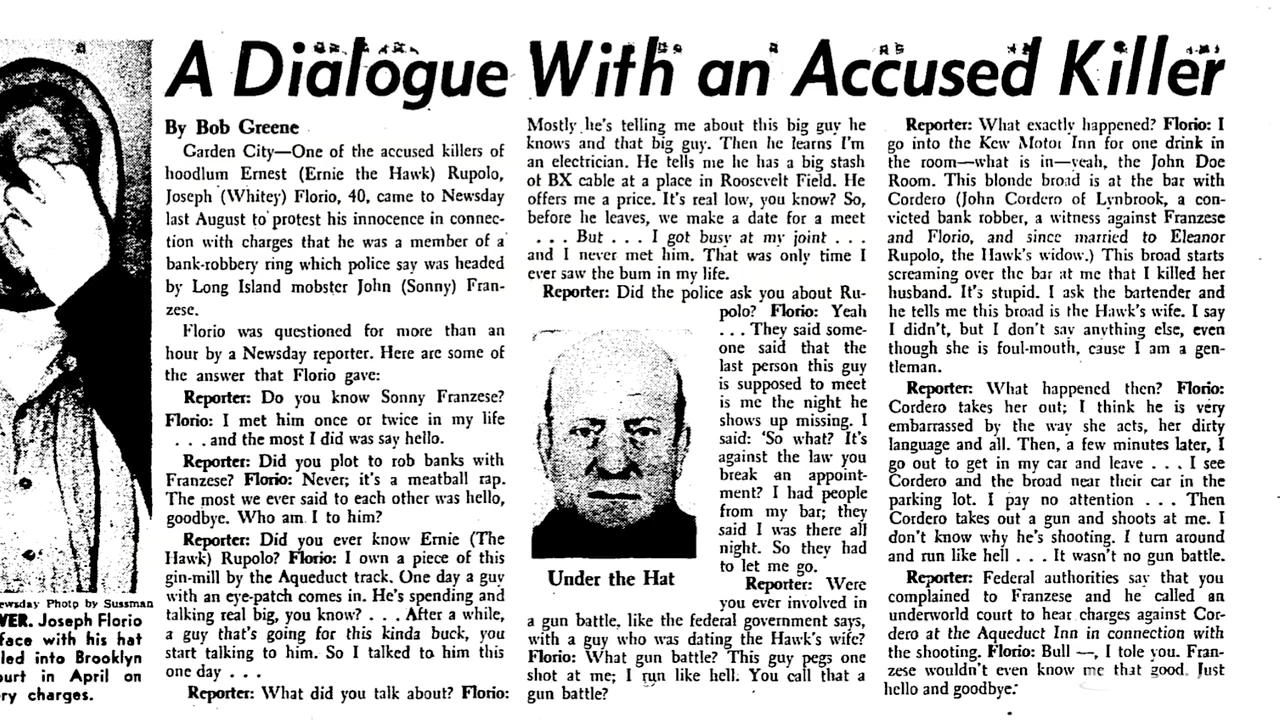 A Dialogue With an Accused Killer
By Bob Greene
Garden City—One of the accused killers of
hoodlum Ernest (Ernie the Hawk) Rupolo,
Joseph (Whitey) Florio, 40, came to Newsday
last August to protest his innocence in connec-
tion with charges that he was a member of a
bank-robbery ring which police say was headed
by Long Island mobster John (Sonny) Fran-
zese.
Florio was questioned for more than an
hour by a Newsday reporter. Here are some of
the answer that Florio gave:
Reporter: Do you know Sonny Franzese?
Florio: I met him once or twice in my life
. . . and the most I did was say hello.
Reporter: Did you plot to rob banks with
Franzese? Florio: Never; it's a meatball rap.
The most we ever said to each other was hello,
goodbye. Who am I to him?
Reporter: Did you ever know Ernie (The
Hawk) Rupolo? Florio: I own a piece of this
gin-mill by the Aqueduct track. One day a guy
with an eye-patch comes in. He's spending and
talking real big, you know? . . . After a while,
a guy that's going for this kinda buck, you
start talking to him. So I talked to him this
one day . . .
Reporter: What did you talk about? Florio:
Mostly he's telling me about this big guy he
knows and that big guy. Then he learns I'm
an electrician. He tells me he has a big stash
of BX cable at a place in Roosevelt Field. He
offers me a price. It's real low, you know? So,
before he leaves, we make a date for a meet
. . . But . . . I got busy at my joint . . .
and I never met him. That was only time I
ever saw the bum in my life.
Reporter: Did the police ask you about Ru-
polo? Florio: Yeah
. . . They said some-
one said that the
last person this guy
is supposed to meet
is me the night he
shows up missing. I
said: 'So what? It's
against the law you
break an appoint-
ment? I had people
from my bar; they
said I was there all
night. So they had
to let me go.
Reporter: Were
you ever involved in
a gun battle, like the federal government says,
with a guy who was dating the Hawk's wife?
Florio: What gun battle? This guy pegs one
shot at me; I run like hell. You call that a
gun battle?
Under the Hat
Reporter: What exactly happened? Florio: I
go into the Kew Motor Inn for one drink in
the room—what is in—yeah, the John Doe
Room. This blonde broad is at the bar with
Cordero (John Cordero of Lynbrook, a con-
victed bank robber, a witness against Franzese
and Florio, and since married to Eleanor
Rupolo, the Hawk's widow.) This broad starts
screaming over the bar at me that I killed her
husband. It's stupid. I ask the bartender and
he tells me this broad is the Hawk's wife. I say
I didn't, but I don't say anything else, even
though she is foul-mouth, cause I am a gen-
tleman.
Reporter: What happened then? Florio:
Cordero takes her out; I think he is very
embarrassed by the way she acts, her dirty
language and all. Then, a few minutes later, I
go out to get in my car and leave . . . I see
Cordero and the broad near their car in the
parking lot. I pay no attention . . . Then
Cordero takes out a gun and shoots at me. I
don't know why he's shooting. I turn around
and run like hell . . . It wasn't no gun battle.
Reporter: Federal authorities say that you
complained to Franzese and he called an
underworld court to hear charges against Cor-
dero at the Aqueduct Inn in connection with
the shooting. Florio: Bull —, I tole you. Fran-
zese wouldn't even know me that good. Just
hello and goodbye.
ewsday Photo by Sussman
VER. Joseph Florio
face with his hat
led into Brooklyn
ourt in April on
ry charges.